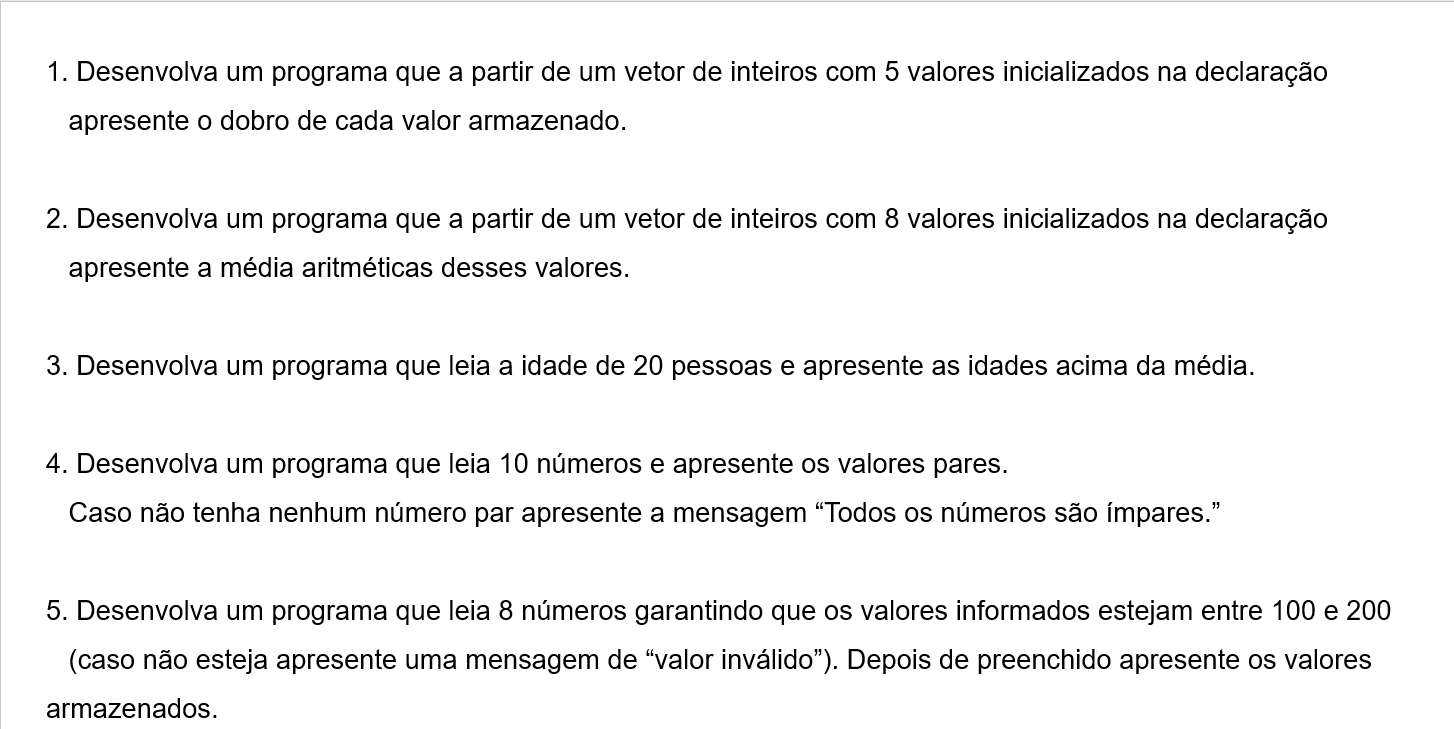 1. Desenvolva um programa que a partir de um vetor de inteiros com 5 valores inicializados na declaração
apresente o dobro de cada valor armazenado.
2. Desenvolva um programa que a partir de um vetor de inteiros com 8 valores inicializados na declaração
apresente a média aritméticas desses valores.
3. Desenvolva um programa que leia a idade de 20 pessoas e apresente as idades acima da média.
4. Desenvolva um programa que leia 10 números e apresente os valores pares.
Caso não tenha nenhum número par apresente a mensagem “Todos os números são ímpares.”
5. Desenvolva um programa que leia 8 números garantindo que os valores informados estejam entre 100 e 200
(caso não esteja apresente uma mensagem de “valor inválido”). Depois de preenchido apresente os valores
armazenados.